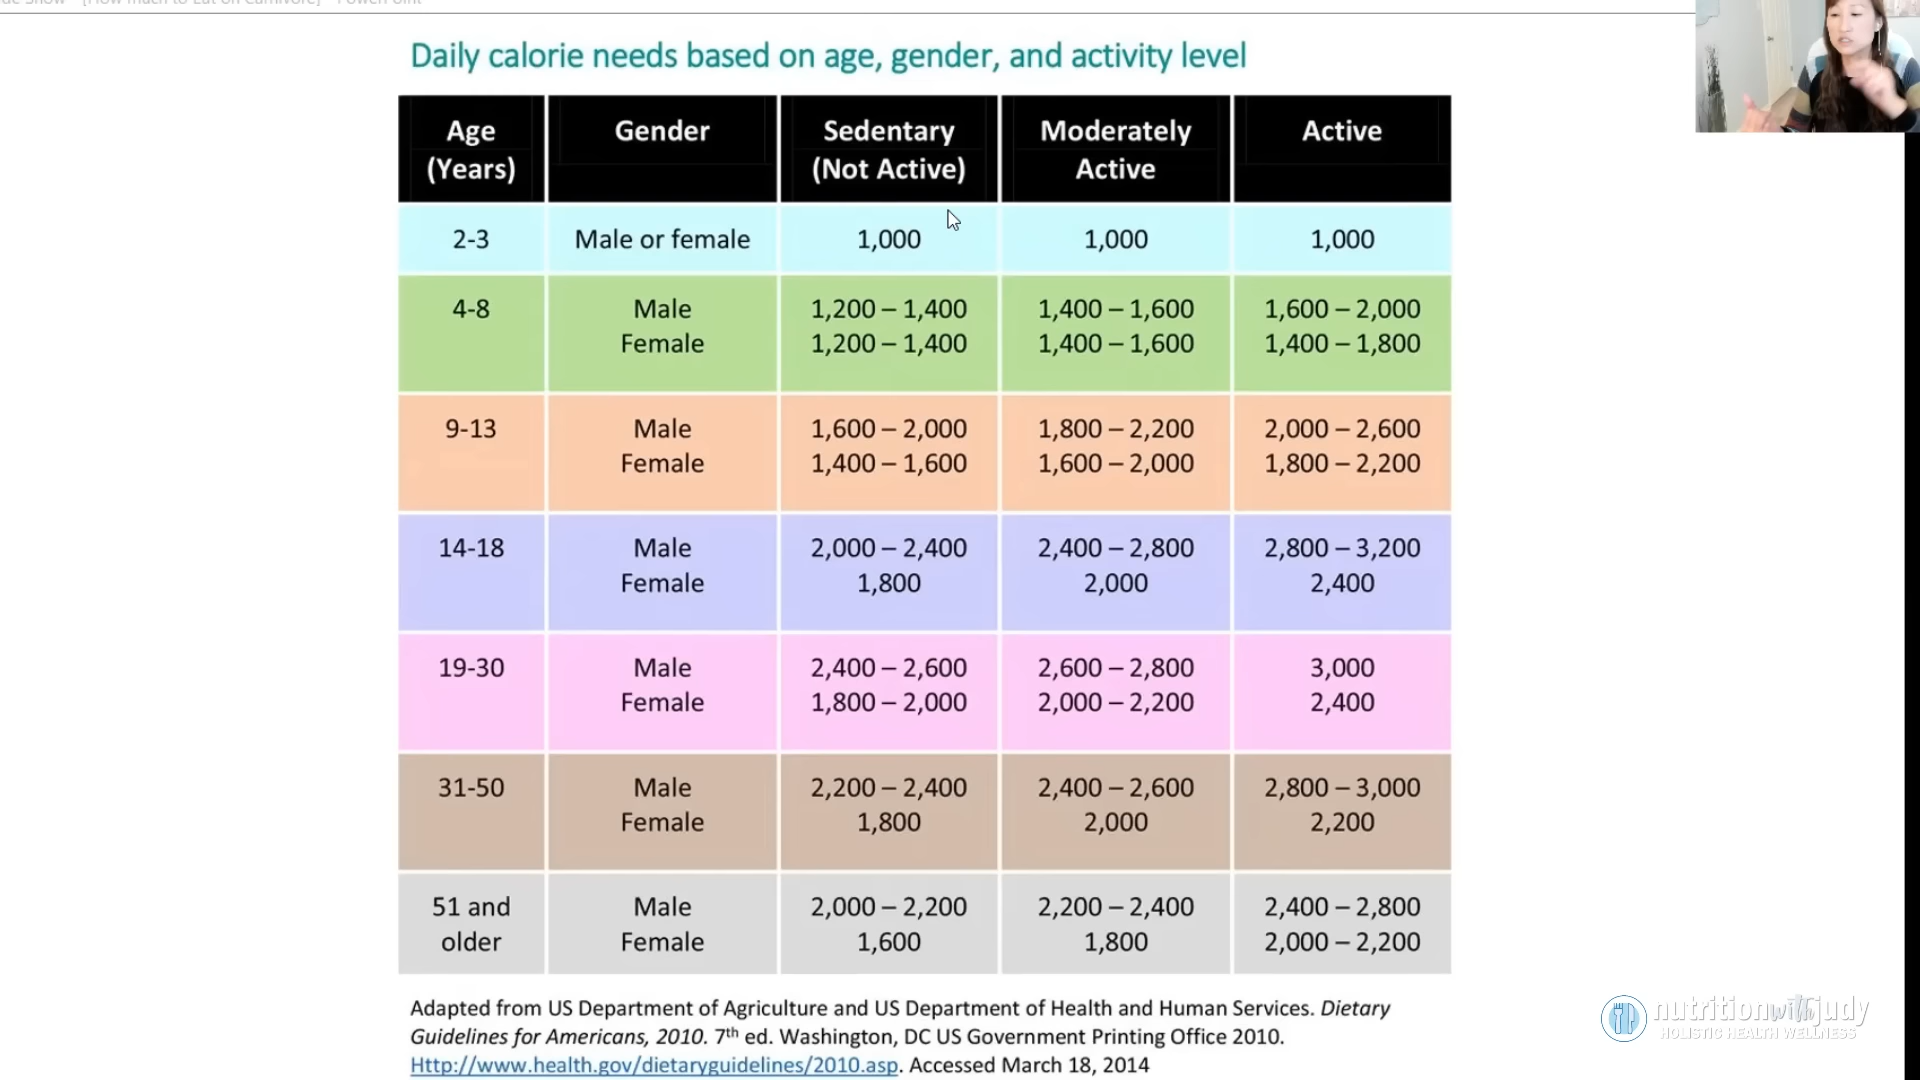 [How much to Eat on Carnivore] - PowerPoint
Daily calorie needs based on age, gender, and activity level
Age Gender Sedentary Moderately Active
(Years) (Not Active) Active
2-3 Male or female 1,000 1,000 1,000
4-8 Male 1,200 – 1,400 1,400 – 1,600 1,600 – 2,000
Female 1,200 – 1,400 1,400 – 1,600 1,400 – 1,800
9-13 Male 1,600 – 2,000 1,800 – 2,200 2,000 – 2,600
Female 1,400 – 1,600 1,600 – 2,000 1,800 – 2,200
14-18 Male 2,000 – 2,400 2,400 – 2,800 2,800 – 3,200
Female 1,800 2,000 2,400
19-30 Male 2,400 – 2,600 2,600 – 2,800 3,000
Female 1,800 – 2,000 2,000 – 2,200 2,400
31-50 Male 2,200 – 2,400 2,400 – 2,600 2,800 – 3,000
Female 1,800 2,000 2,200
51 and Male 2,000 – 2,200 2,200 – 2,400 2,400 – 2,800
older Female 1,600 1,800 2,000 – 2,200
Adapted from US Department of Agriculture and US Department of Health and Human Services. Dietary
Guidelines for Americans, 2010. 7th ed. Washington, DC US Government Printing Office 2010.
Http://www.health.gov/dietaryguidelines/2010.asp. Accessed March 18, 2014
nutrition with judy
HOLISTIC HEALTH WELLNESS